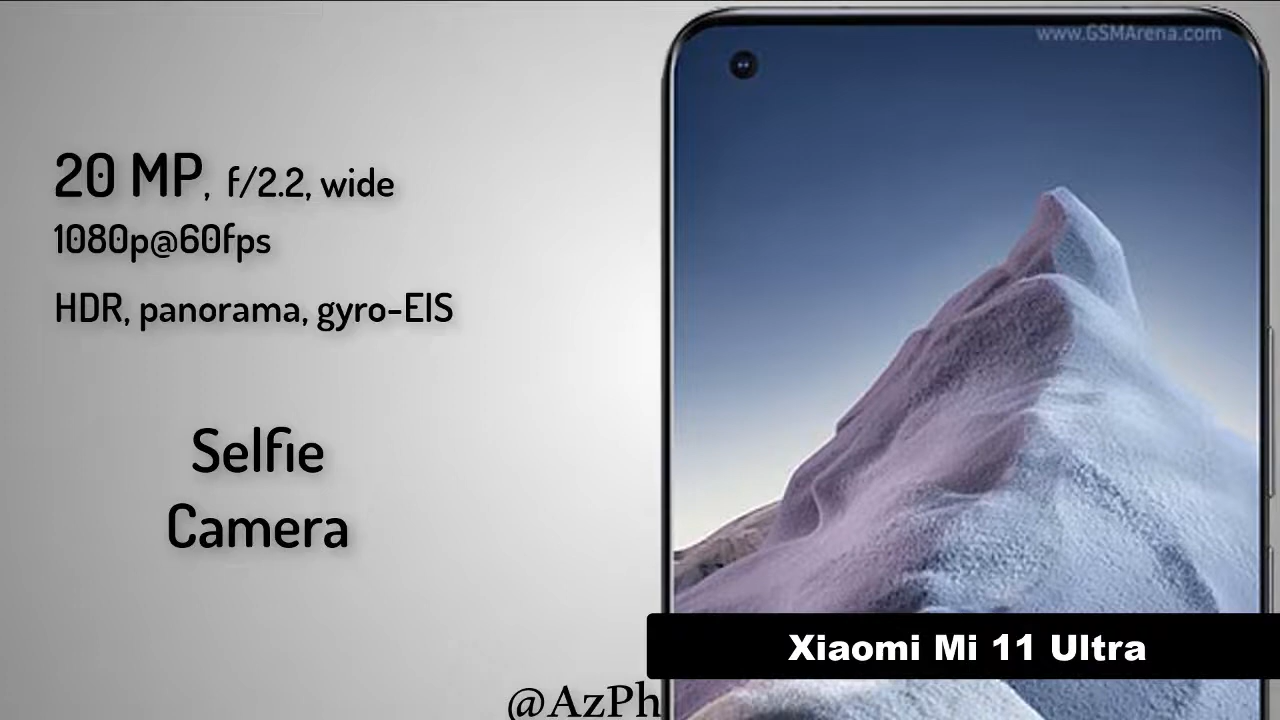 www.GSMArena.com
20 MP, f/2.2, wide
1080p@60fps
HDR, panorama, gyro-EIS
Selfie
Camera
Xiaomi Mi 11 Ultra
@AzPh